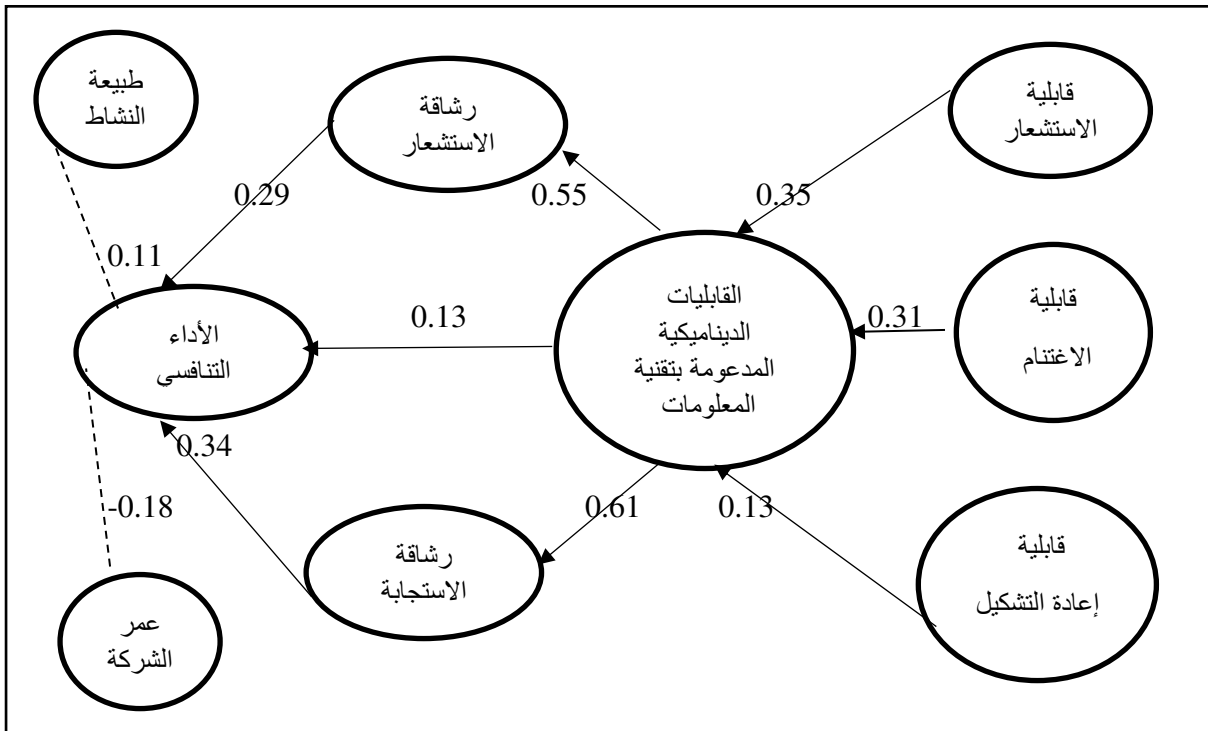 قابلية
الاستشعار
رشاقة
الاستشعار
طبيعة
النشاط
0.35
0.55
0.29
0.11
قابلية
الاغتنام
0.31
القابليات
الديناميكية
المدعومة بتقنية
المعلومات
0.13
الأداء
التنافسي
قابلية
إعادة التشكيل
0.13
0.61
0.34
-0.18
رشاقة
الاستجابة
عمر
الشركة